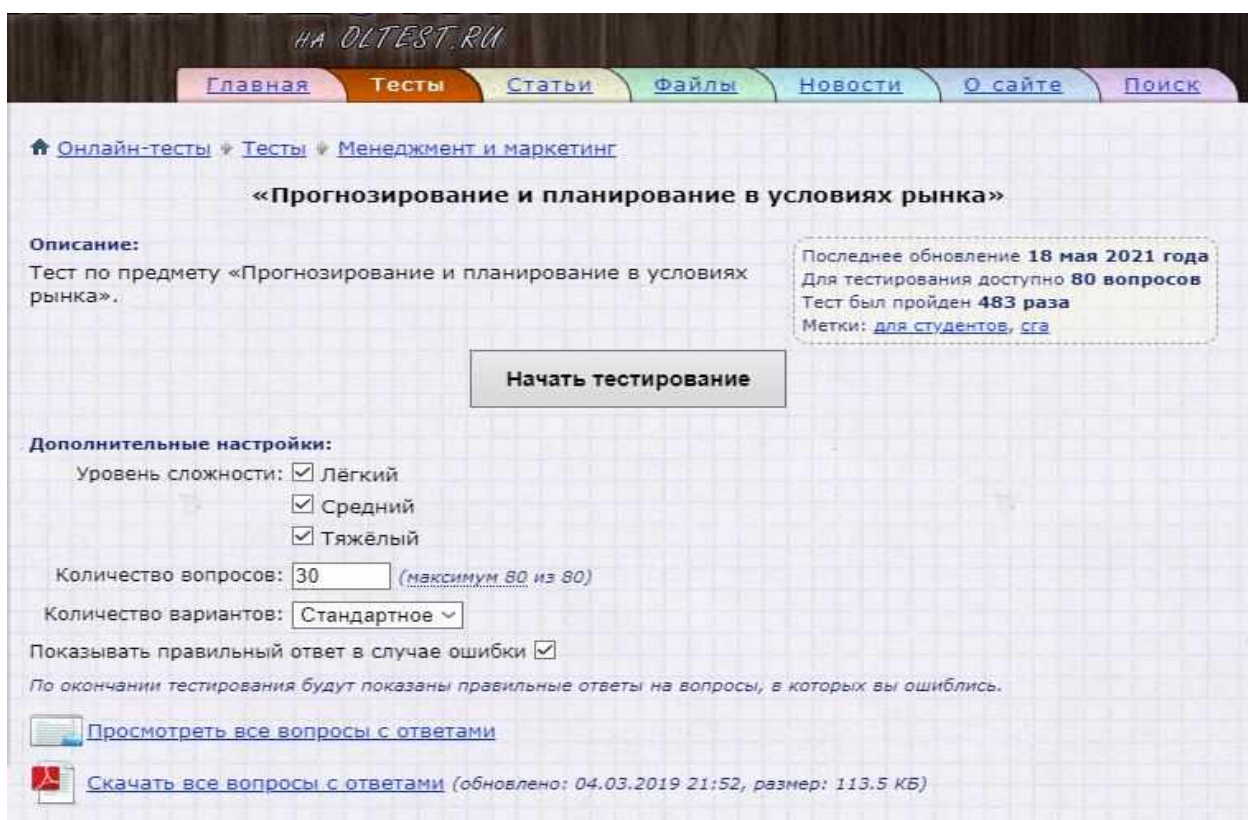 НА OLTEST.RU
Главная Тесты Статьи Файлы Новости О сайте Поиск
Онлайн-тесты Тесты Менеджмент и маркетинг
«Прогнозирование и планирование в условиях рынка»
Описание:
Тест по предмету «Прогнозирование и планирование в условиях
рынка».
Последнее обновление 18 мая 2021 года
Для тестирования доступно 80 вопросов
Тест был пройден 483 раза
Метки: для студентов, сга
Начать тестирование
Дополнительные настройки:
Уровень сложности: Лёгкий
Средний
Тяжёлый
Количество вопросов: 30 (максимум 80 из 80)
Количество вариантов: Стандартное
Показывать правильный ответ в случае ошибки
По окончании тестирования будут показаны правильные ответы на вопросы, в которых вы ошиблись.
Просмотреть все вопросы с ответами
Скачать все вопросы с ответами (обновлено: 04.03.2019 21:52, размер: 113.5 КБ)